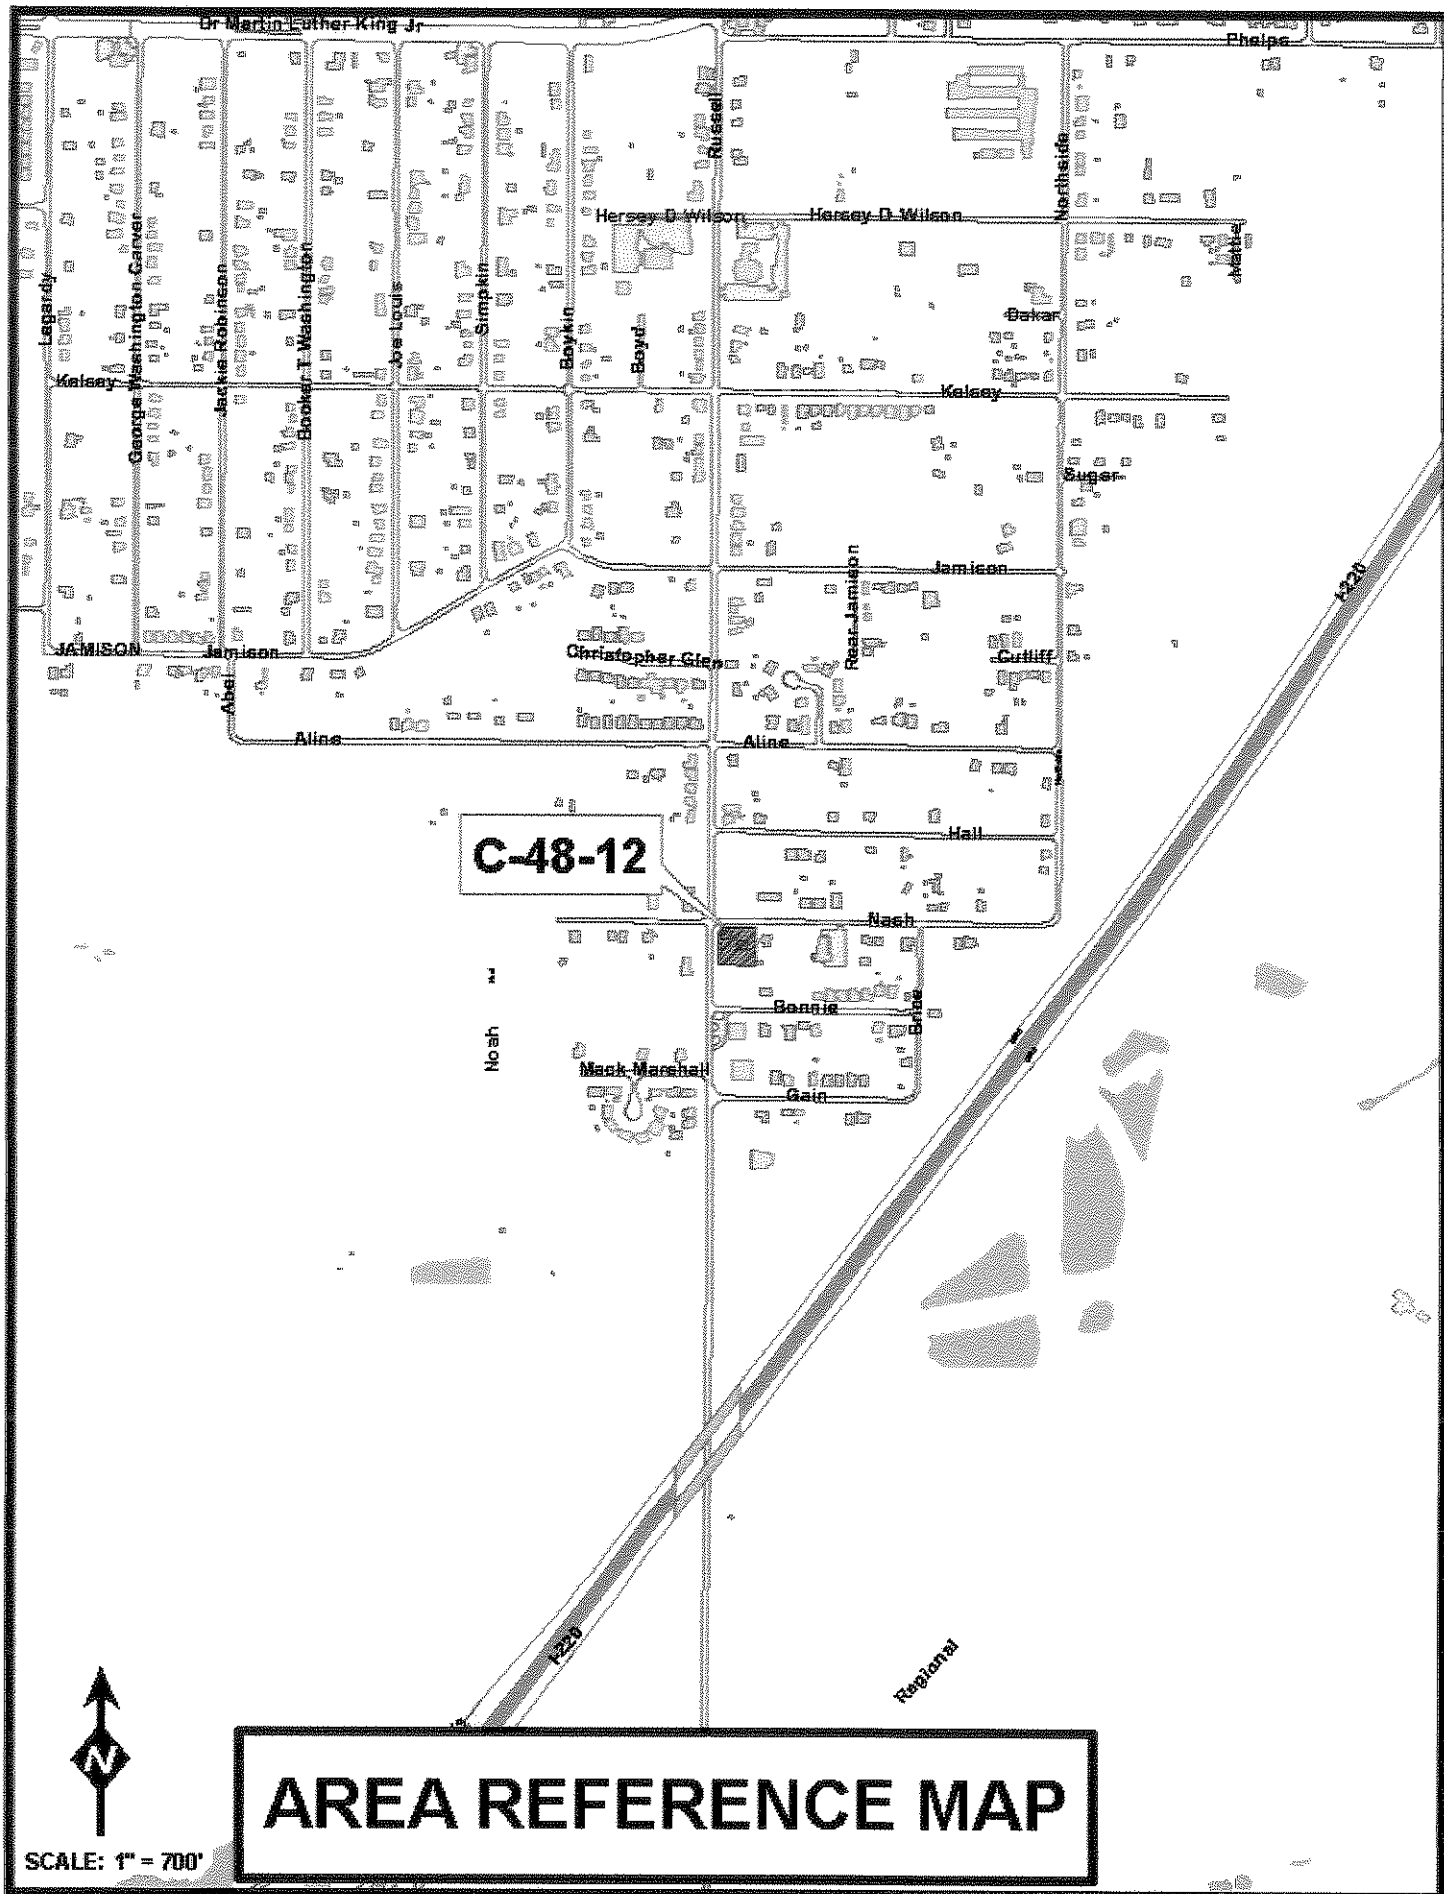 Dr Martin Luther King Jr
Phelps
Russell
Northside
Hersey D Wilson
Hersey D Wilson
Mattie
Lagardy
George Washington Carver
Jackie Robinson
Booker T Washington
Joe Louis
Simpkin
Boykin
Boyd
Dakar
Kelsey
Kelsey
Sugar
I-220
Jamison
Rear Jamison
JAMISON
Jamison
Christopher Glen
Cutliff
Abel
Aline
Aline
Hall
C-48-12
Nash
Noah
Bonnie
Brine
Mack Marshall
Gain
I-220
Regional
N
AREA REFERENCE MAP
SCALE: 1" = 700'